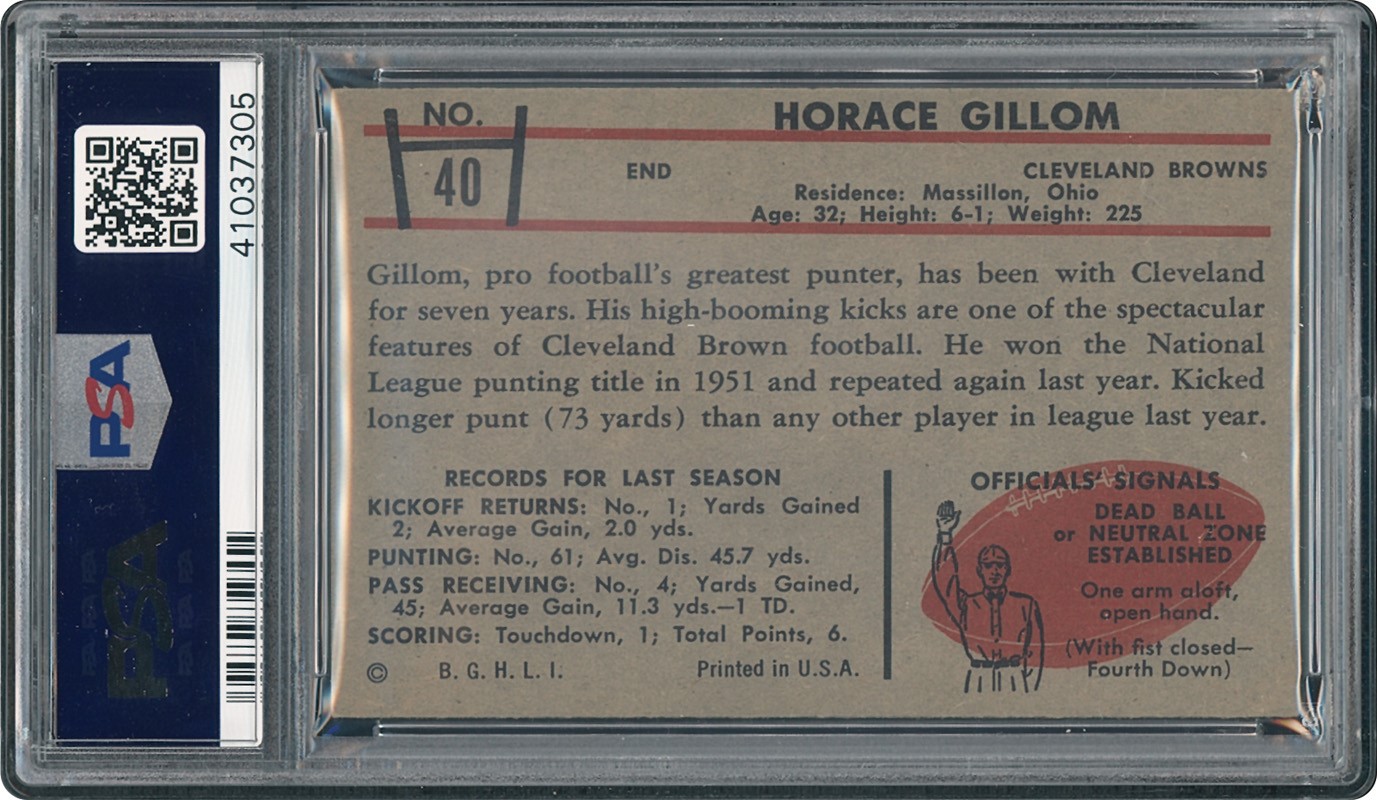 41037305
PSA
PSA
NO.
40
HORACE GILLOM
END
CLEVELAND BROWNS
Residence: Massillon, Ohio
Age: 32; Height: 6-1; Weight: 225
Gillom, pro football's greatest punter, has been with Cleveland
for seven years. His high-booming kicks are one of the spectacular
features of Cleveland Brown football. He won the National
League punting title in 1951 and repeated again last year. Kicked
longer punt (73 yards) than any other player in league last year.
RECORDS FOR LAST SEASON
KICKOFF RETURNS: No., 1; Yards Gained
2; Average Gain, 2.0 yds.
PUNTING: No., 61; Avg. Dis. 45.7 yds.
PASS RECEIVING: No., 4; Yards Gained,
45; Average Gain, 11.3 yds.—1 TD.
SCORING: Touchdown, 1; Total Points, 6.
© B. G. H. L. I. Printed in U.S.A.
OFFICIALS' SIGNALS
DEAD BALL
or NEUTRAL ZONE
ESTABLISHED
One arm aloft,
open hand.
(With fist closed—
Fourth Down)
H